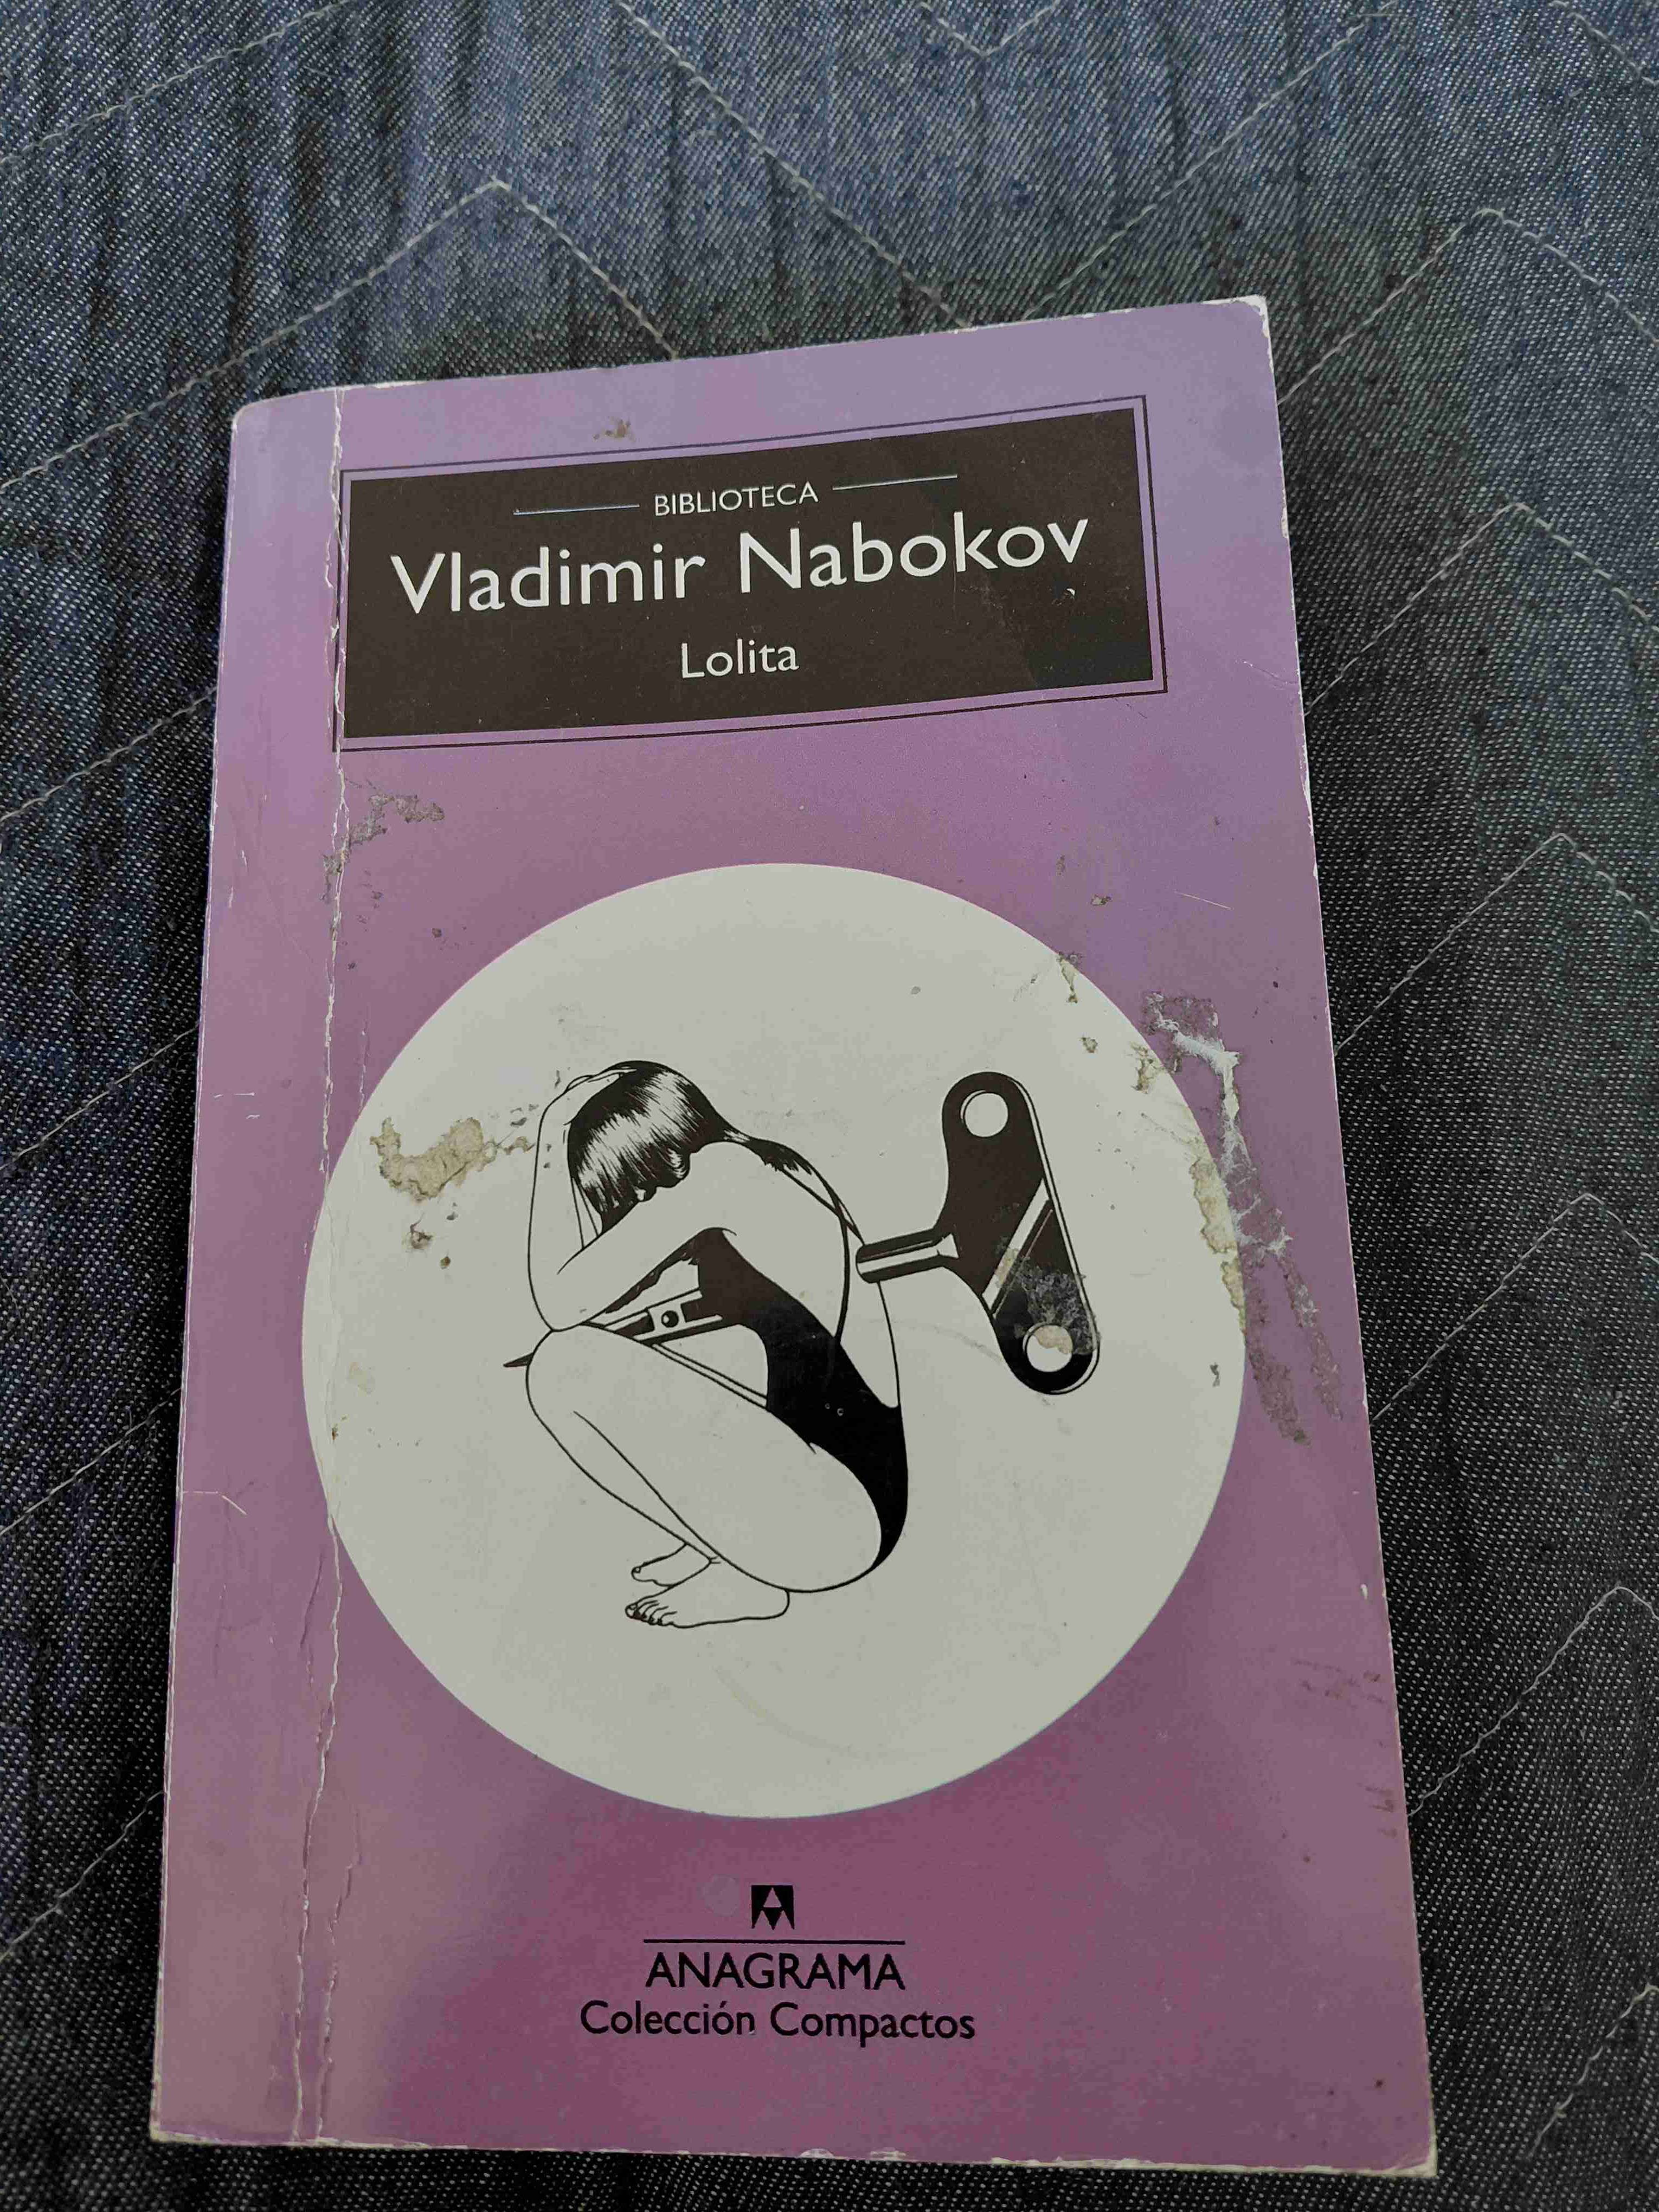 BIBLIOTECA
Vladimir Nabokov
Lolita
ANAGRAMA
Colección Compactos